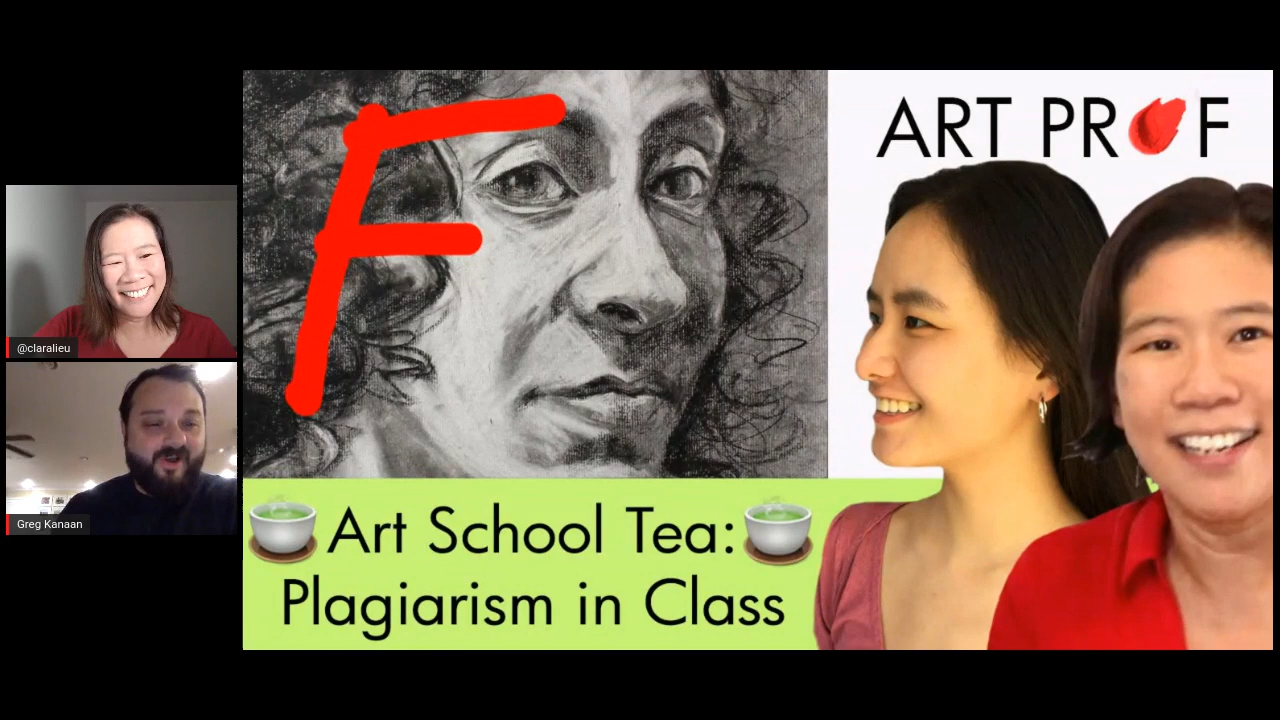 @claralieu
Greg Kanaan
F
ART PROF
Art School Tea:
Plagiarism in Class